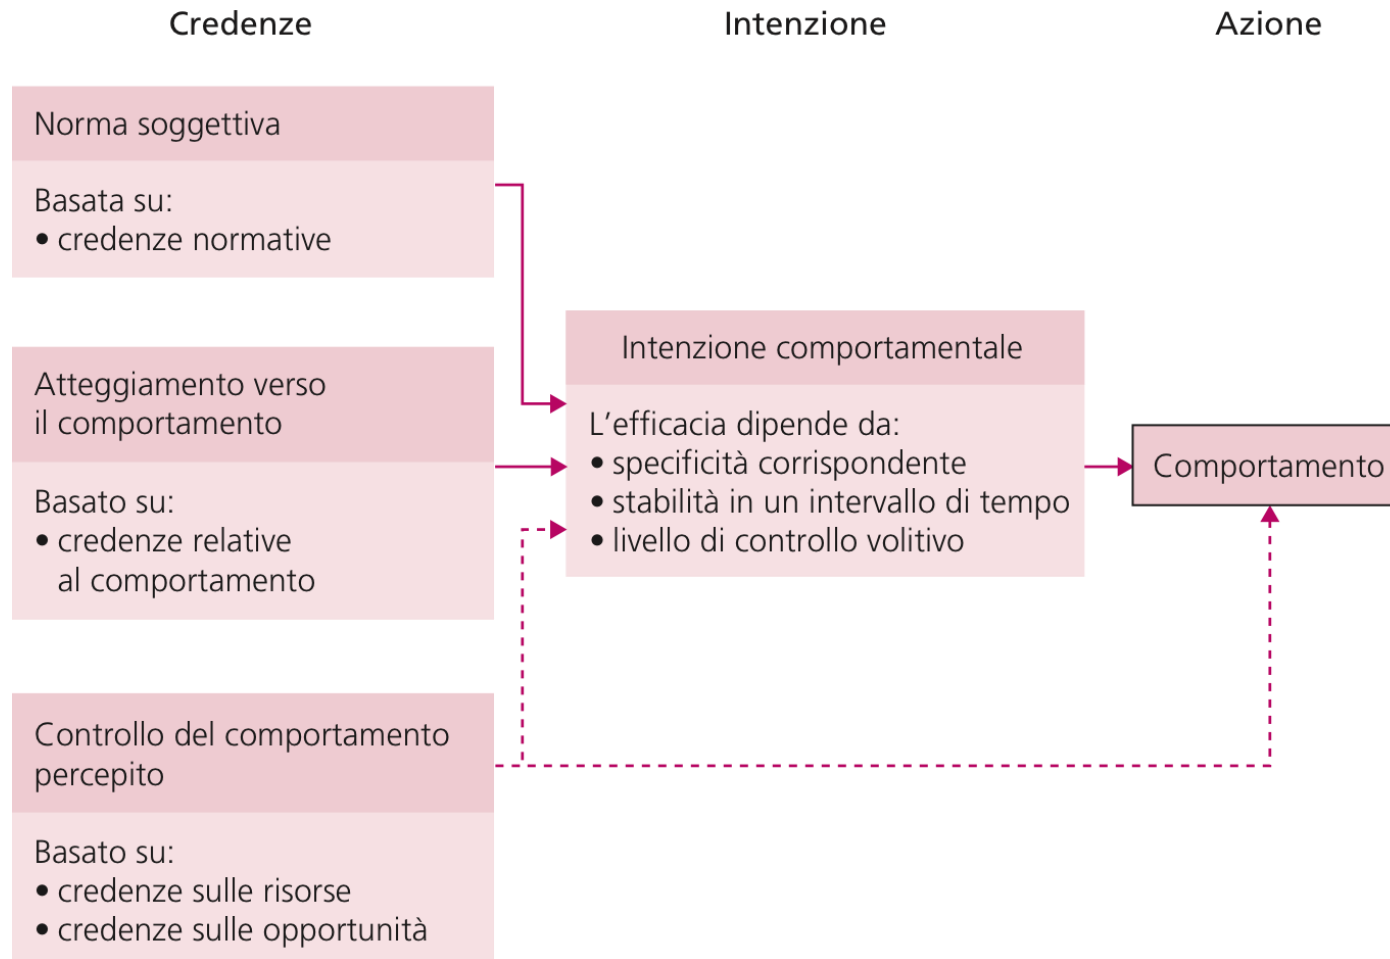 Credenze
Intenzione
Azione
Norma soggettiva
Basata su:
• credenze normative
Atteggiamento verso
il comportamento
Basato su:
• credenze relative
al comportamento
Controllo del comportamento
percepito
Basato su:
• credenze sulle risorse
• credenze sulle opportunità
Intenzione comportamentale
L'efficacia dipende da:
• specificità corrispondente
• stabilità in un intervallo di tempo
• livello di controllo volitivo
Comportamento